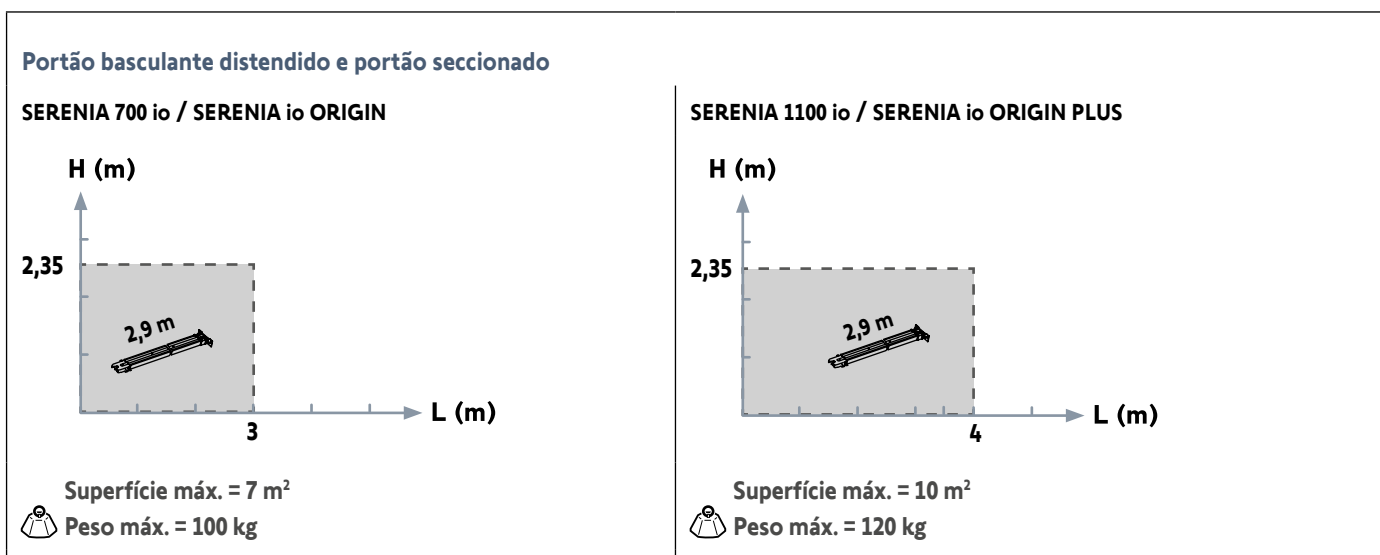 Portão basculante distendido e portão seccionado
SERENIA 700 io / SERENIA io ORIGIN
H (m)
2,35
2,9 m
L (m)
3
Superfície máx. = 7 m²
Peso máx. = 100 kg
SERENIA 1100 io / SERENIA io ORIGIN PLUS
H (m)
2,35
2,9 m
L (m)
4
Superfície máx. = 10 m²
Peso máx. = 120 kg